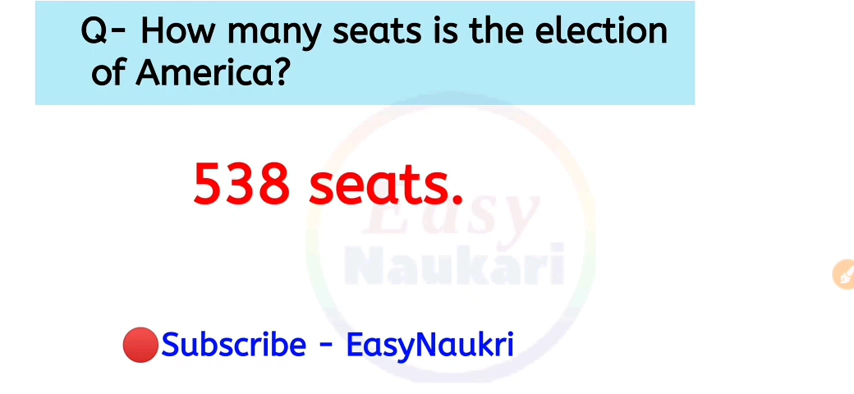 Q- How many seats is the election
of America?
538 seats.
Easy
Naukari
Subscribe - EasyNaukri